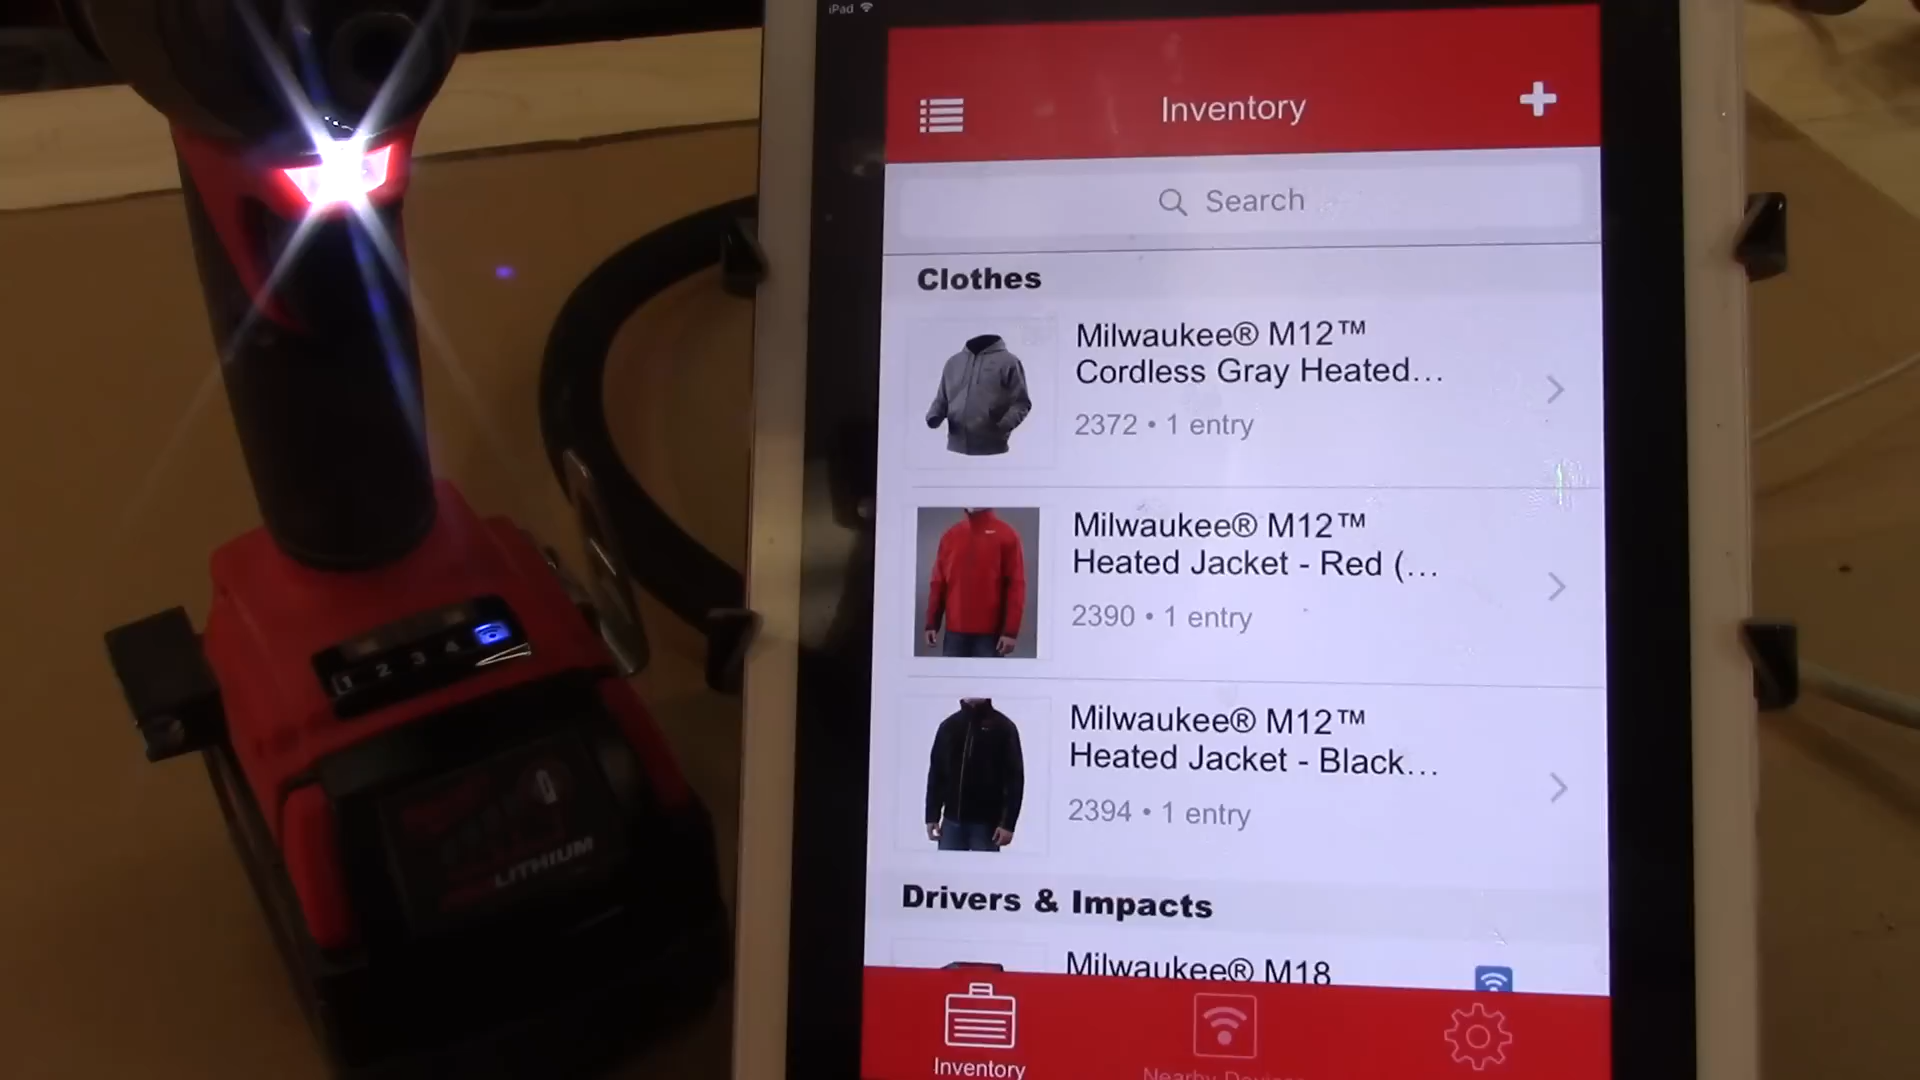 iPad
Inventory
Search
Clothes
Milwaukee® M12™
Cordless Gray Heated…
2372 • 1 entry
Milwaukee® M12™
Heated Jacket - Red (…
2390 • 1 entry
Milwaukee® M12™
Heated Jacket - Black…
2394 • 1 entry
Drivers & Impacts
Milwaukee® M18
Inventory
Nearby
1 2 3 4
LITHIUM